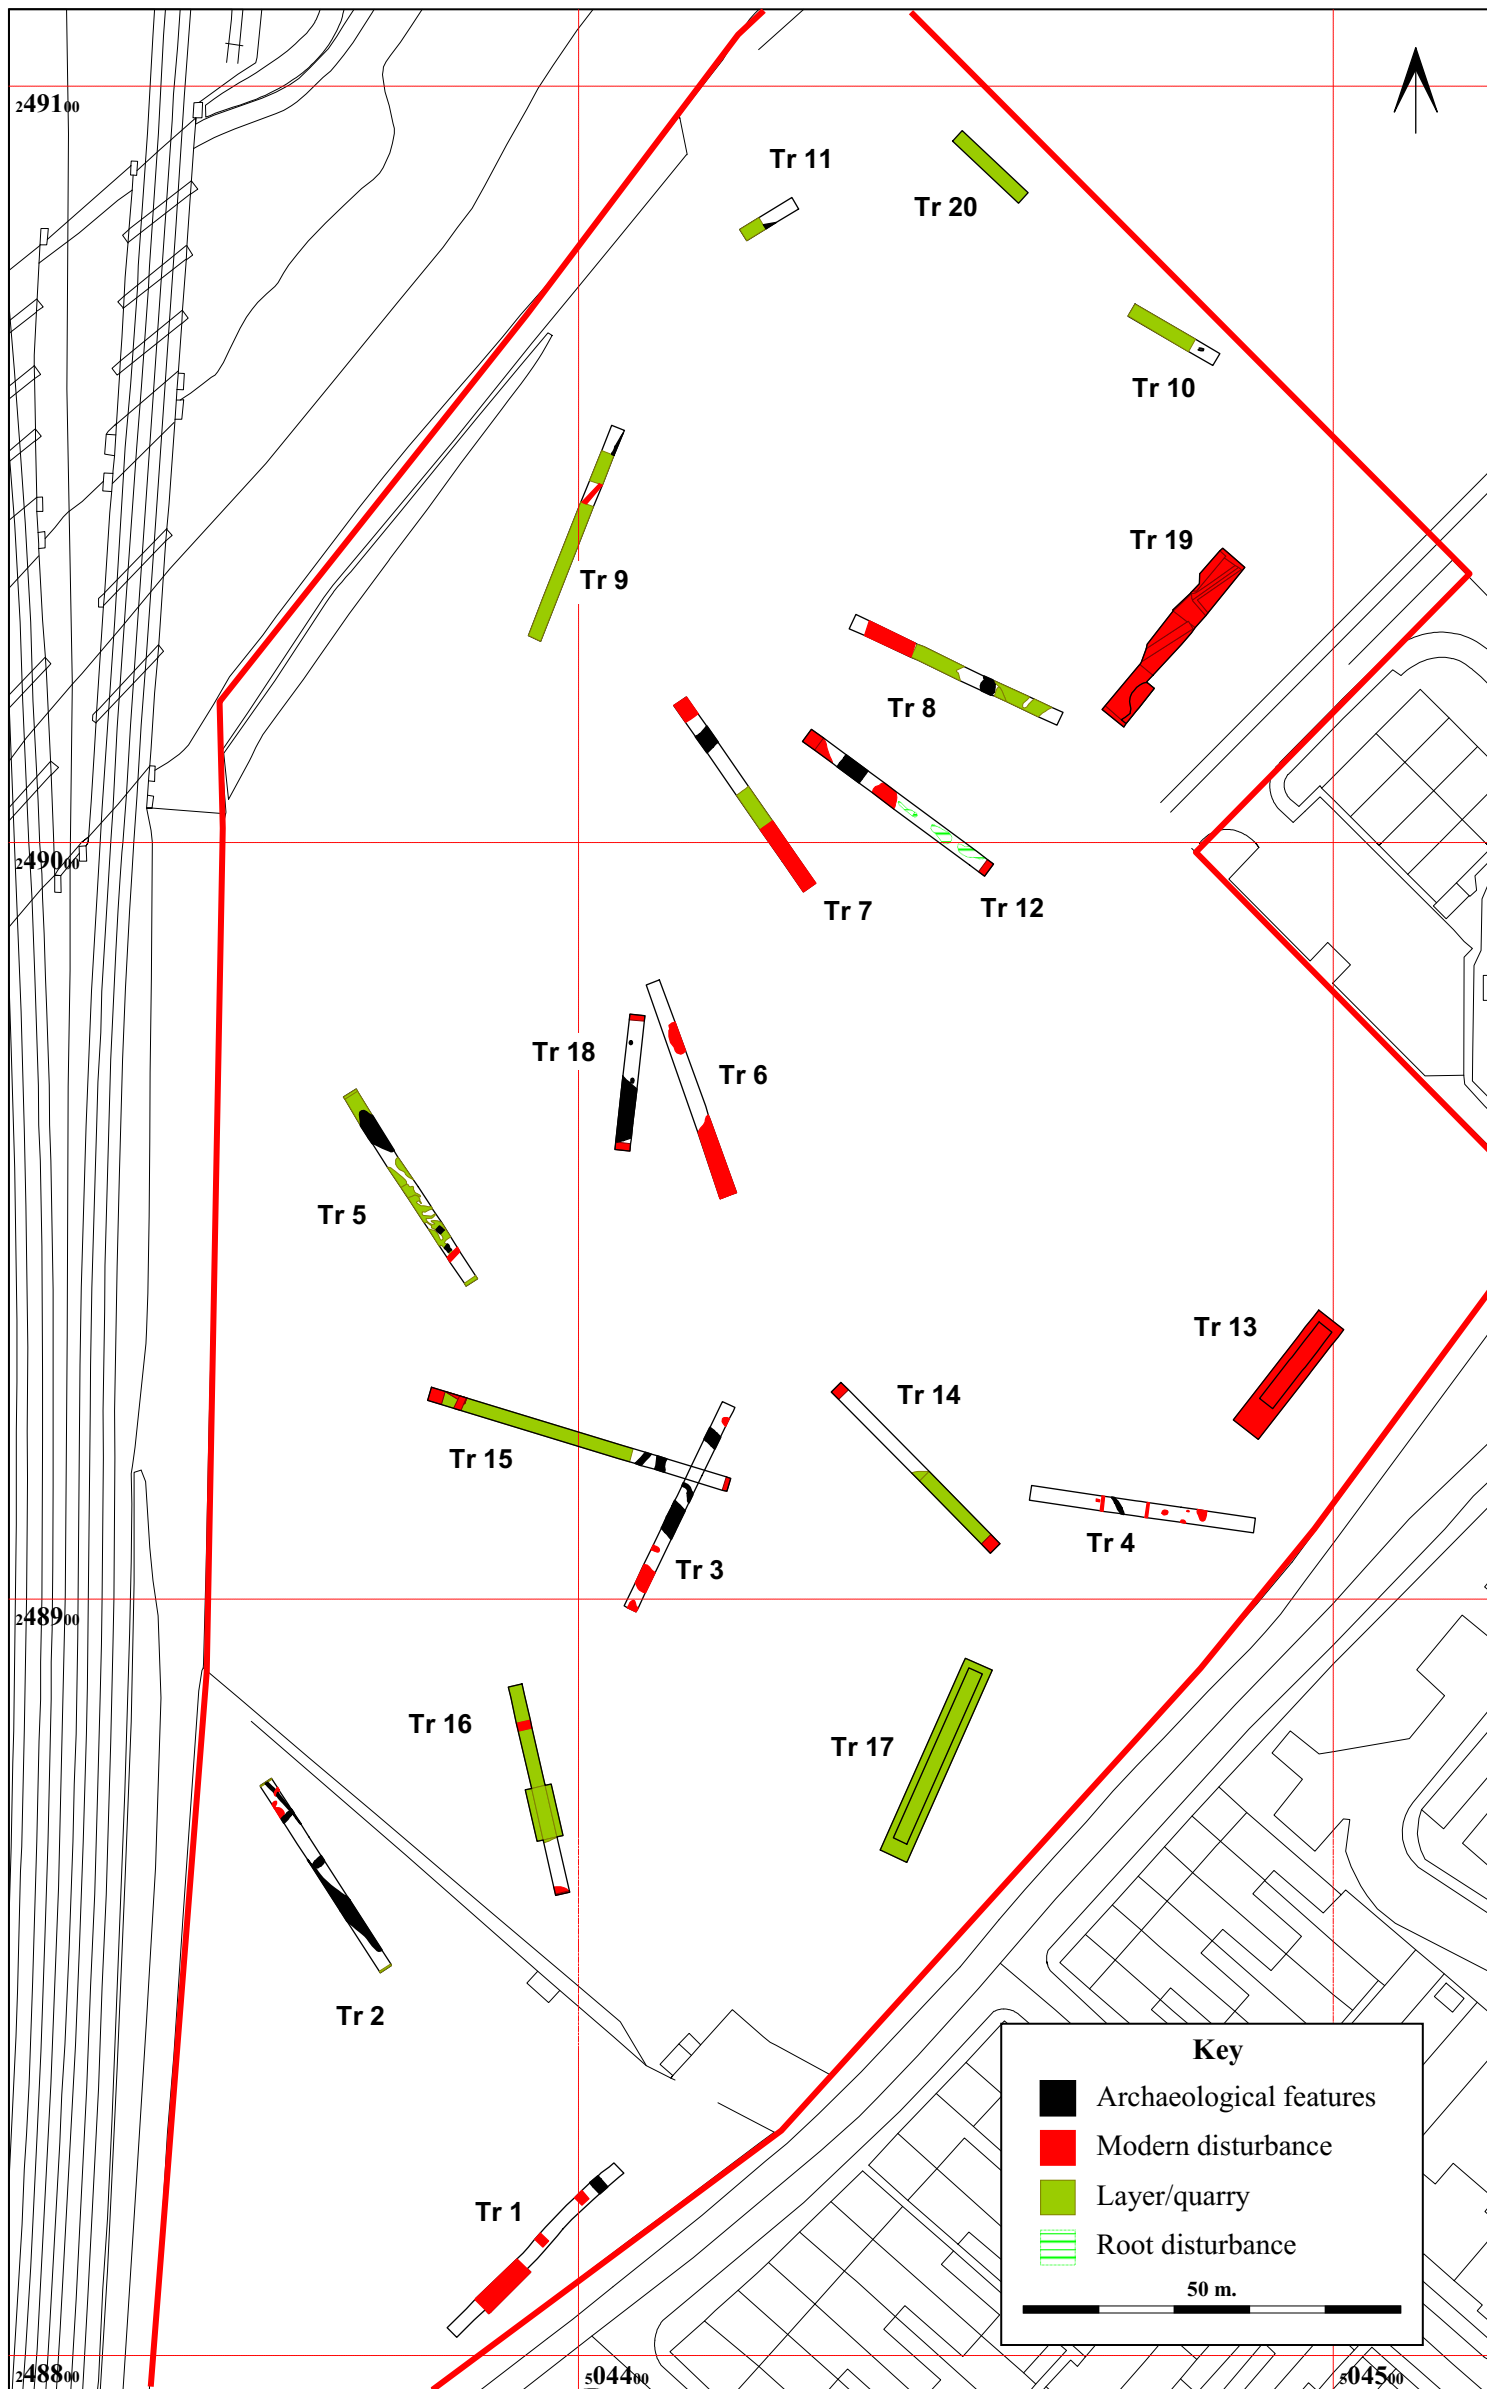 249100
Tr 11
Tr 20
Tr 10
Tr 19
Tr 9
Tr 8
249000
Tr 7
Tr 12
Tr 18
Tr 6
Tr 5
Tr 13
Tr 14
Tr 15
Tr 4
Tr 3
248900
Tr 16
Tr 17
Tr 2
Key
Archaeological features
Modern disturbance
Layer/quarry
Root disturbance
50 m.
Tr 1
248800
504400
504500